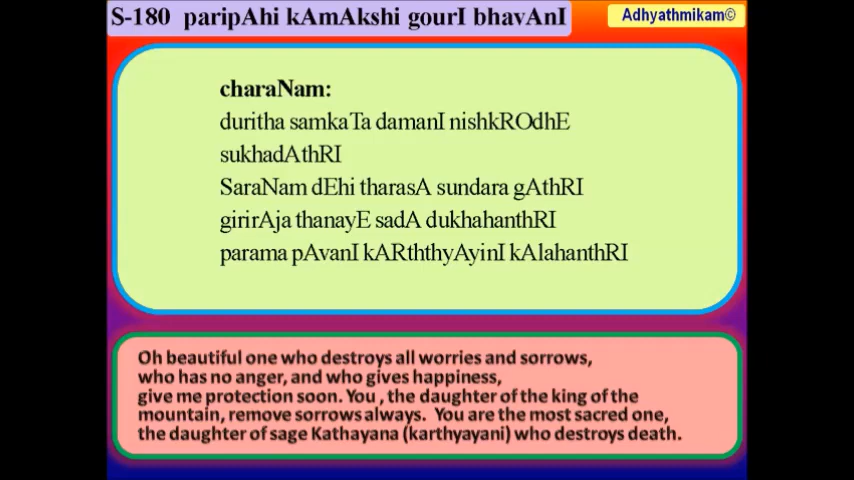 S-180 paripAhi kAmAkshi gourI bhavAnI
Adhyathmikam©
charaNam:
duritha samkaTa damanI nishkROdhE
sukhadAthRI
SaraNam dEhi tharasA sundara gAthRI
girirAja thanayE sadA dukhahanthRI
parama pAvanI kARththyAyinI kAlahanthRI
Oh beautiful one who destroys all worries and sorrows,
who has no anger, and who gives happiness,
give me protection soon. You , the daughter of the king of the
mountain, remove sorrows always. You are the most sacred one,
the daughter of sage Kathayana (karthyayani) who destroys death.